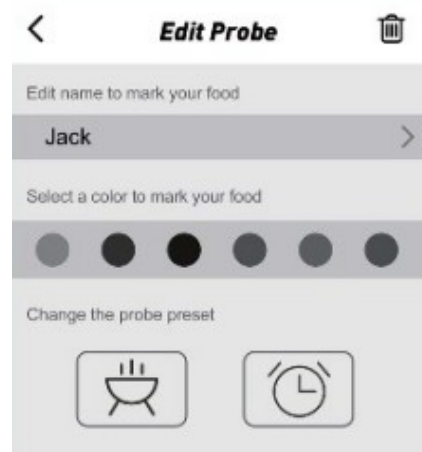 Edit Probe
Edit name to mark your food
Jack
Select a color to mark your food
Change the probe preset